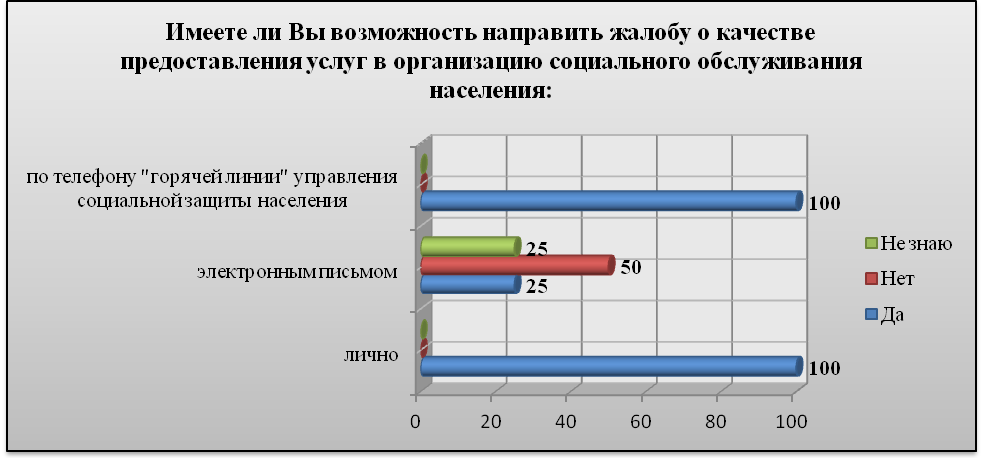 Имеете ли Вы возможность направить жалобу о качестве
предоставления услуг в организацию социального обслуживания
населения:
по телефону "горячей линии" управления
социальной защиты населения
100
электронным письмом
25
50
25
лично
100
Не знаю
Нет
Да
0 20 40 60 80 100